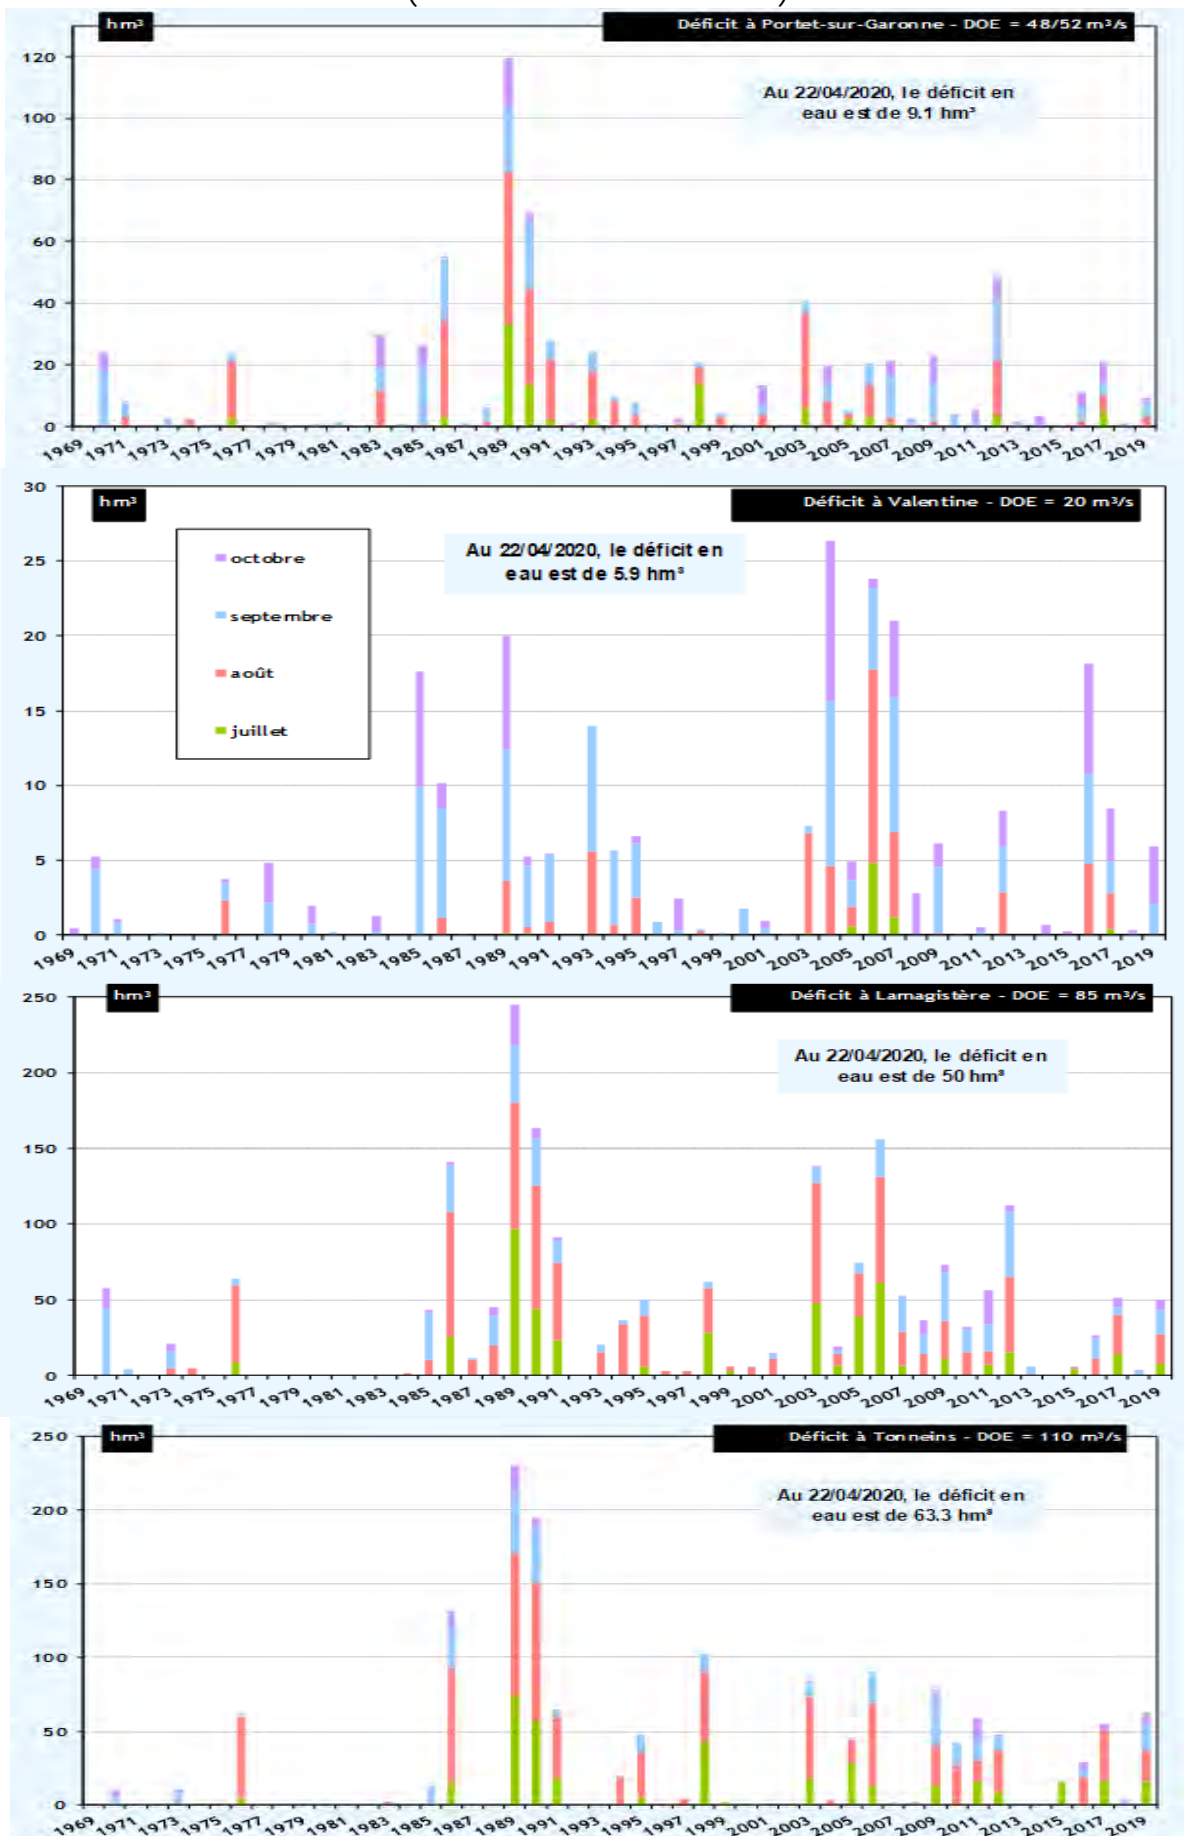 hm³
Déficit à Portet-sur-Garonne - DOE = 48/52 m³/s
Au 22/04/2020, le déficit en
eau est de 9.1 hm³
120
100
80
60
40
20
0
1969 1971 1973 1975 1977 1979 1981 1983 1985 1987 1989 1991 1993 1995 1997 1999 2001 2003 2005 2007 2009 2011 2013 2015 2017 2019
hm³
Déficit à Valentine - DOE = 20 m³/s
Au 22/04/2020, le déficit en
eau est de 5.9 hm³
octobre
septembre
août
juillet
30
25
20
15
10
5
0
1969 1971 1973 1975 1977 1979 1981 1983 1985 1987 1989 1991 1993 1995 1997 1999 2001 2003 2005 2007 2009 2011 2013 2015 2017 2019
hm³
Déficit à Lamagistère - DOE = 85 m³/s
Au 22/04/2020, le déficit en
eau est de 50 hm³
250
200
150
100
50
0
1969 1971 1973 1975 1977 1979 1981 1983 1985 1987 1989 1991 1993 1995 1997 1999 2001 2003 2005 2007 2009 2011 2013 2015 2017 2019
hm³
Déficit à Tonneins - DOE = 110 m³/s
Au 22/04/2020, le déficit en
eau est de 63.3 hm³
250
200
150
100
50
0
1969 1971 1973 1975 1977 1979 1981 1983 1985 1987 1989 1991 1993 1995 1997 1999 2001 2003 2005 2007 2009 2011 2013 2015 2017 2019